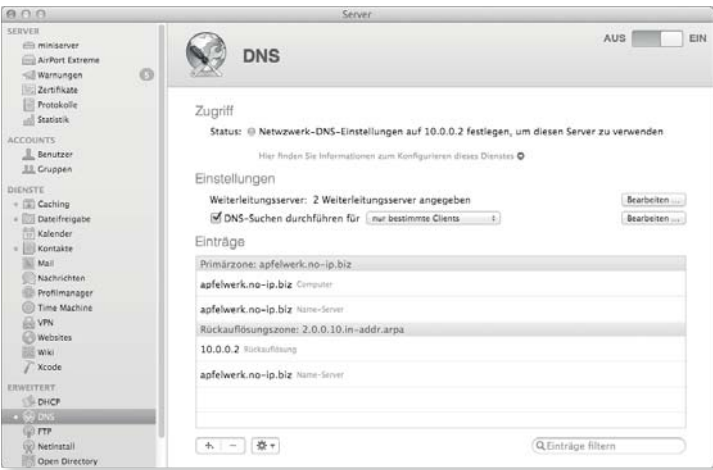 Server
SERVER
miniserver
AirPort Extreme
Warnungen
5
Zertifikate
Protokolle
Statistik
ACCOUNTS
Benutzer
Gruppen
DIENSTE
Caching
Dateifreigabe
Kalender
Kontakte
Mail
Nachrichten
Profilmanager
Time Machine
VPN
Websites
Wiki
Xcode
ERWEITERT
DHCP
DNS
FTP
NetInstall
Open Directory
DNS
AUS EIN
Zugriff
Status: Netwzwerk-DNS-Einstellungen auf 10.0.0.2 festlegen, um diesen Server zu verwenden
Hier finden Sie Informationen zum Konfigurieren dieses Dienstes
Einstellungen
Weiterleitungsserver: 2 Weiterleitungsserver angegeben Bearbeiten ...
DNS-Suchen durchführen für nur bestimmte Clients Bearbeiten ...
Einträge
Primärzone: apfelwerk.no-ip.biz
apfelwerk.no-ip.biz Computer
apfelwerk.no-ip.biz Name-Server
Rückauflösungszone: 2.0.0.10.in-addr.arpa
10.0.0.2 Rückauflösung
apfelwerk.no-ip.biz Name-Server
+ −
Einträge filtern